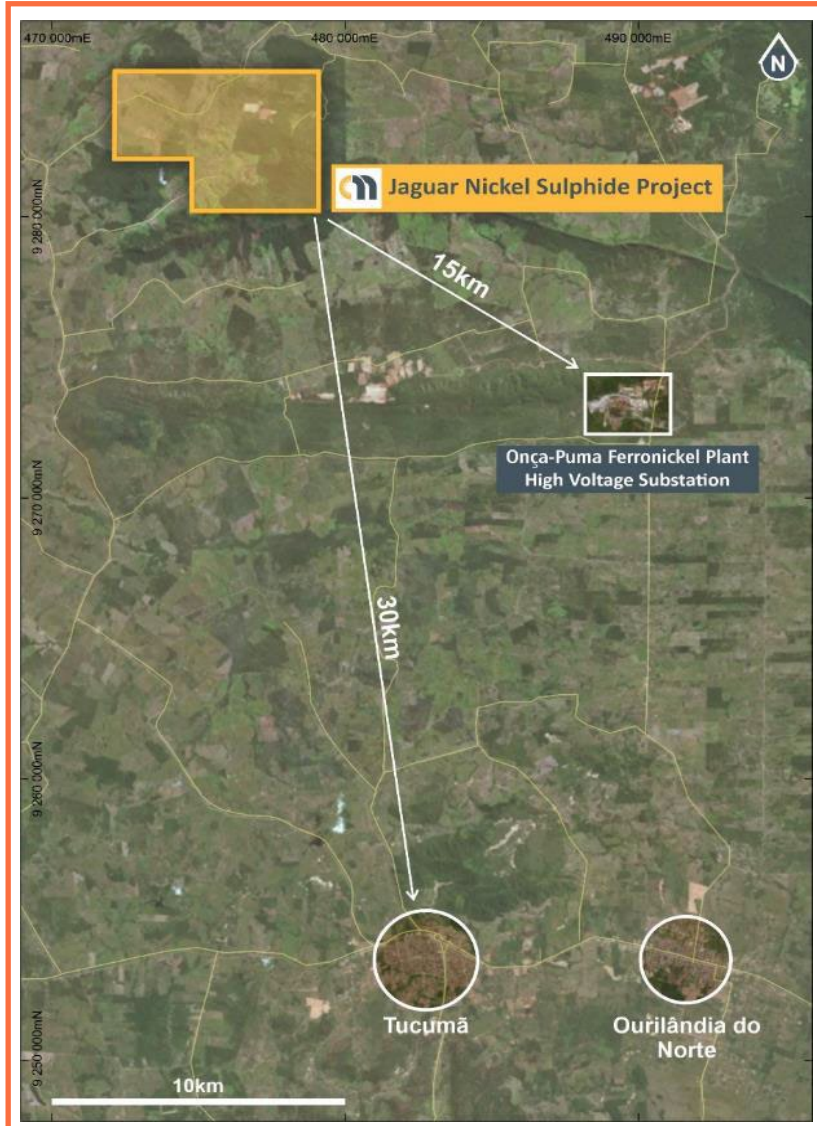 470 000mE
480 000mE
490 000mE
N
Jaguar Nickel Sulphide Project
9 280 000mN
15km
Onça-Puma Ferronickel Plant
High Voltage Substation
9 270 000mN
30km
9 260 000mN
Tucumã
Ourilândia do
Norte
9 250 000mN
10km